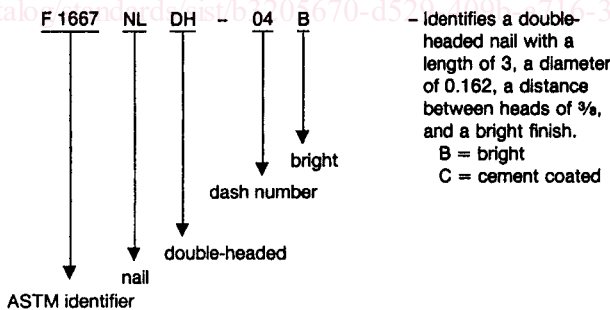 F 1667 NL DH – 04 B
– Identifies a double-
headed nail with a
length of 3, a diameter
of 0.162, a distance
between heads of ⅜,
and a bright finish.
B = bright
C = cement coated
bright
dash number
double-headed
nail
ASTM identifier